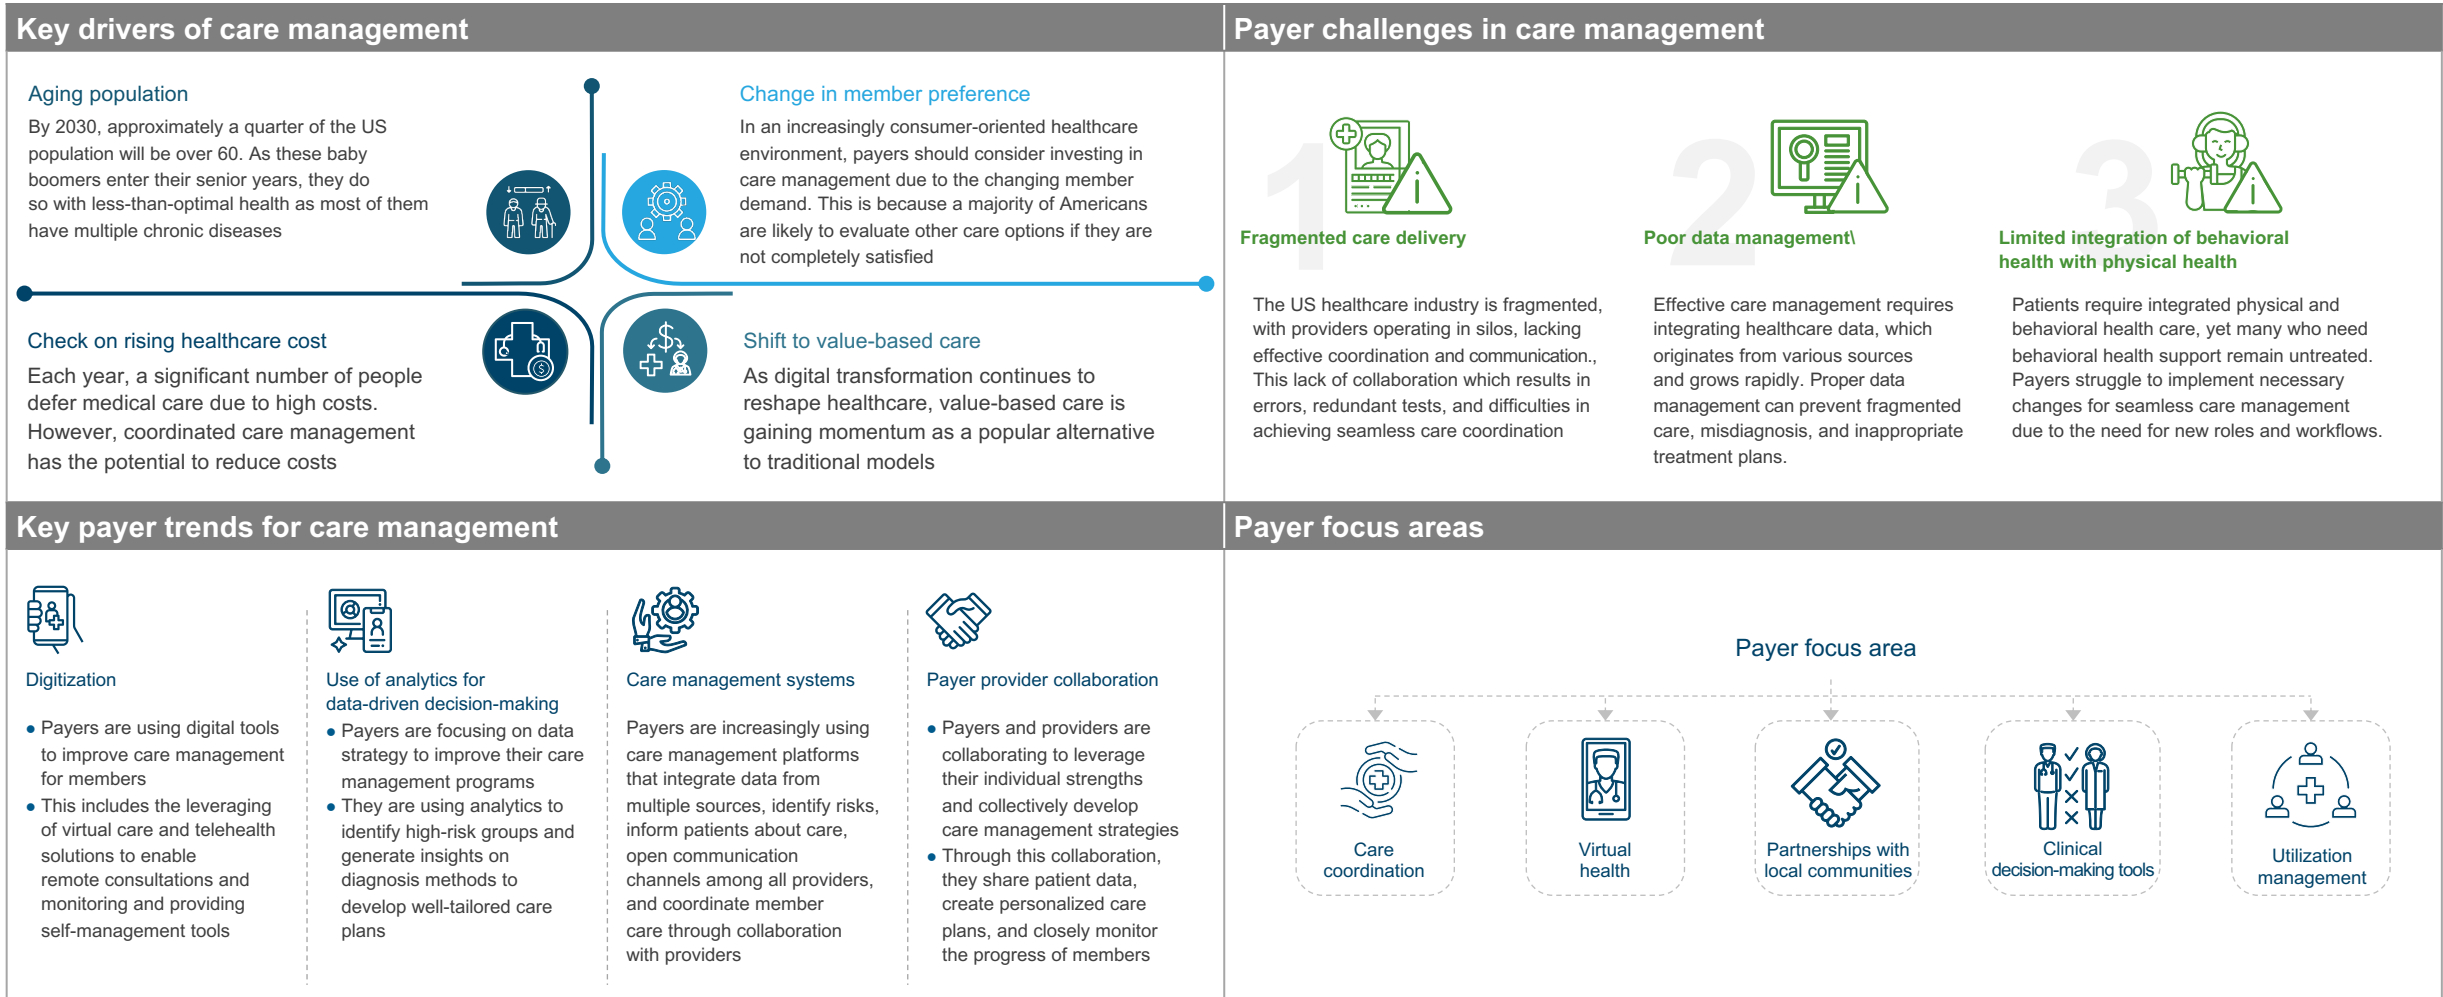 Key drivers of care management
Aging population
By 2030, approximately a quarter of the US
population will be over 60. As these baby
boomers enter their senior years, they do
so with less-than-optimal health as most of them
have multiple chronic diseases
Change in member preference
In an increasingly consumer-oriented healthcare
environment, payers should consider investing in
care management due to the changing member
demand. This is because a majority of Americans
are likely to evaluate other care options if they are
not completely satisfied
Check on rising healthcare cost
Each year, a significant number of people
defer medical care due to high costs.
However, coordinated care management
has the potential to reduce costs
Shift to value-based care
As digital transformation continues to
reshape healthcare, value-based care is
gaining momentum as a popular alternative
to traditional models
Payer challenges in care management
1
Fragmented care delivery
The US healthcare industry is fragmented,
with providers operating in silos, lacking
effective coordination and communication.,
This lack of collaboration which results in
errors, redundant tests, and difficulties in
achieving seamless care coordination
2
Poor data management\
Effective care management requires
integrating healthcare data, which
originates from various sources
and grows rapidly. Proper data
management can prevent fragmented
care, misdiagnosis, and inappropriate
treatment plans.
3
Limited integration of behavioral
health with physical health
Patients require integrated physical and
behavioral health care, yet many who need
behavioral health support remain untreated.
Payers struggle to implement necessary
changes for seamless care management
due to the need for new roles and workflows.
Key payer trends for care management
Digitization
• Payers are using digital tools
to improve care management
for members
• This includes the leveraging
of virtual care and telehealth
solutions to enable
remote consultations and
monitoring and providing
self-management tools
Use of analytics for
data-driven decision-making
• Payers are focusing on data
strategy to improve their care
management programs
• They are using analytics to
identify high-risk groups and
generate insights on
diagnosis methods to
develop well-tailored care
plans
Care management systems
Payers are increasingly using
care management platforms
that integrate data from
multiple sources, identify risks,
inform patients about care,
open communication
channels among all providers,
and coordinate member
care through collaboration
with providers
Payer provider collaboration
• Payers and providers are
collaborating to leverage
their individual strengths
and collectively develop
care management strategies
• Through this collaboration,
they share patient data,
create personalized care
plans, and closely monitor
the progress of members
Payer focus areas
Payer focus area
Care
coordination
Virtual
health
Partnerships with
local communities
Clinical
decision-making tools
Utilization
management